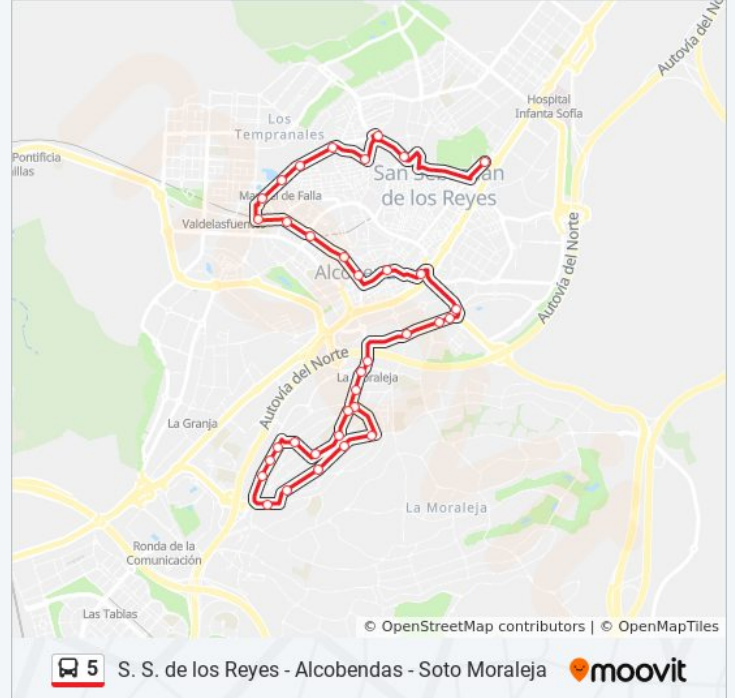 Autovía del No
Hospital
Infanta Sofía
Los
Tempranales
Pontificia
illas
San Sebastián
de los Reyes
Manuel de Falla
Valdelasfuentes
Autovía del Norte
Alcobendas
Autovía del Norte
La Moraleja
La Granja
La Moraleja
Ronda de la
Comunicación
Las Tablas
© OpenStreetMap contributors | © OpenMapTiles
5 S. S. de los Reyes - Alcobendas - Soto Moraleja moovit